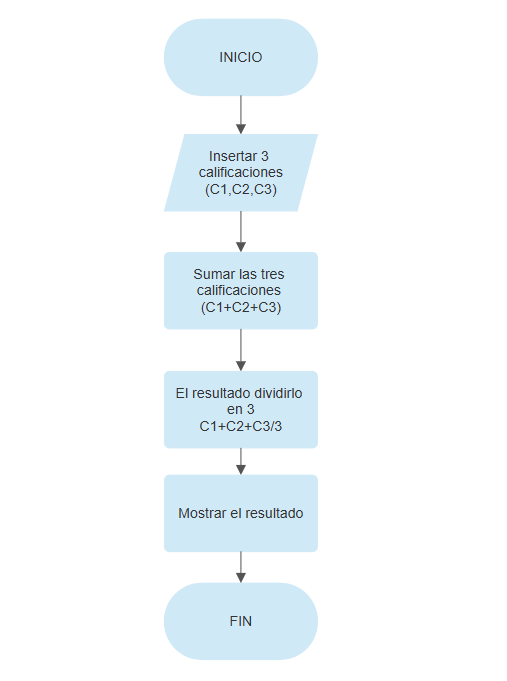 INICIO
Insertar 3
calificaciones
(C1,C2,C3)
Sumar las tres
calificaciones
(C1+C2+C3)
El resultado dividirlo
en 3
C1+C2+C3/3
Mostrar el resultado
FIN